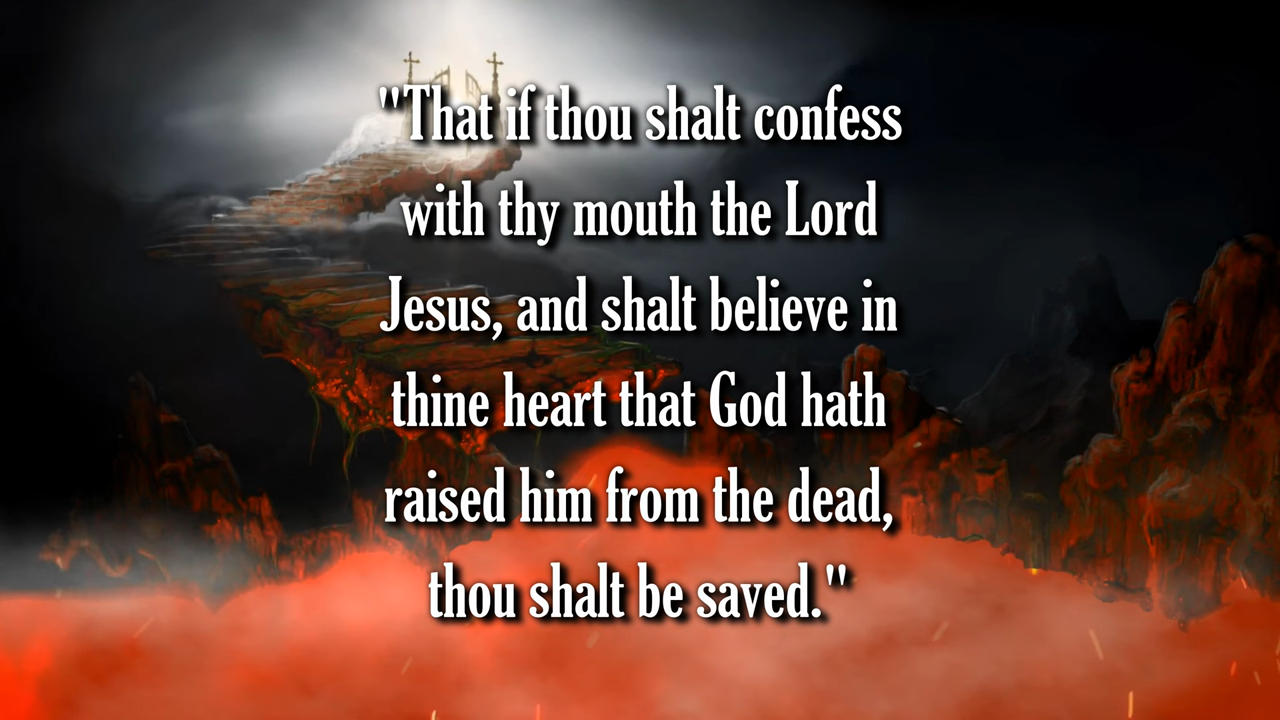 "That if thou shalt confess
with thy mouth the Lord
Jesus, and shalt believe in
thine heart that God hath
raised him from the dead,
thou shalt be saved."